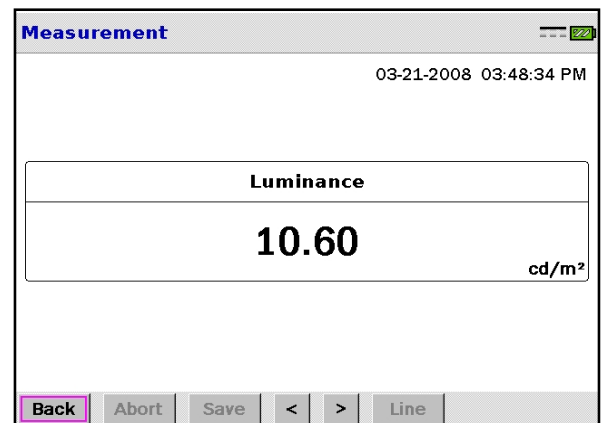 Measurement
03-21-2008 03:48:34 PM
Luminance
10.60
cd/m²
Back Abort Save < > Line